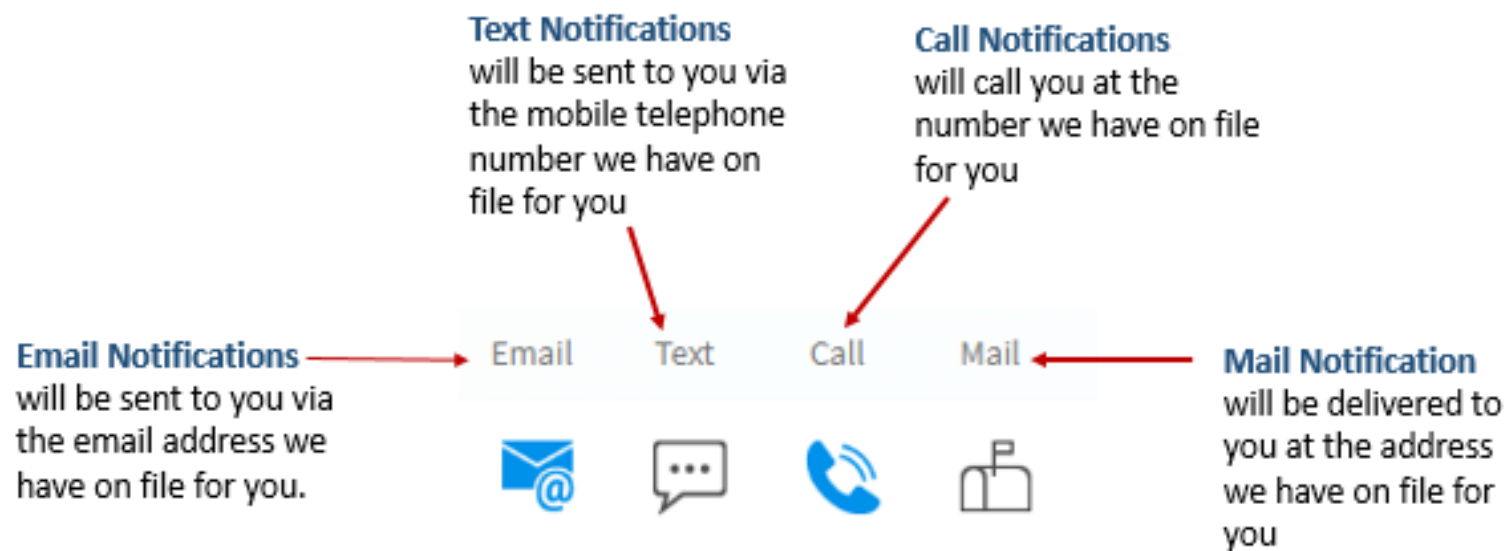 Text Notifications
will be sent to you via
the mobile telephone
number we have on
file for you
Call Notifications
will call you at the
number we have on file
for you
Email Notifications
will be sent to you via
the email address we
have on file for you.
Email Text Call Mail
Mail Notification
will be delivered to
you at the address
we have on file for
you